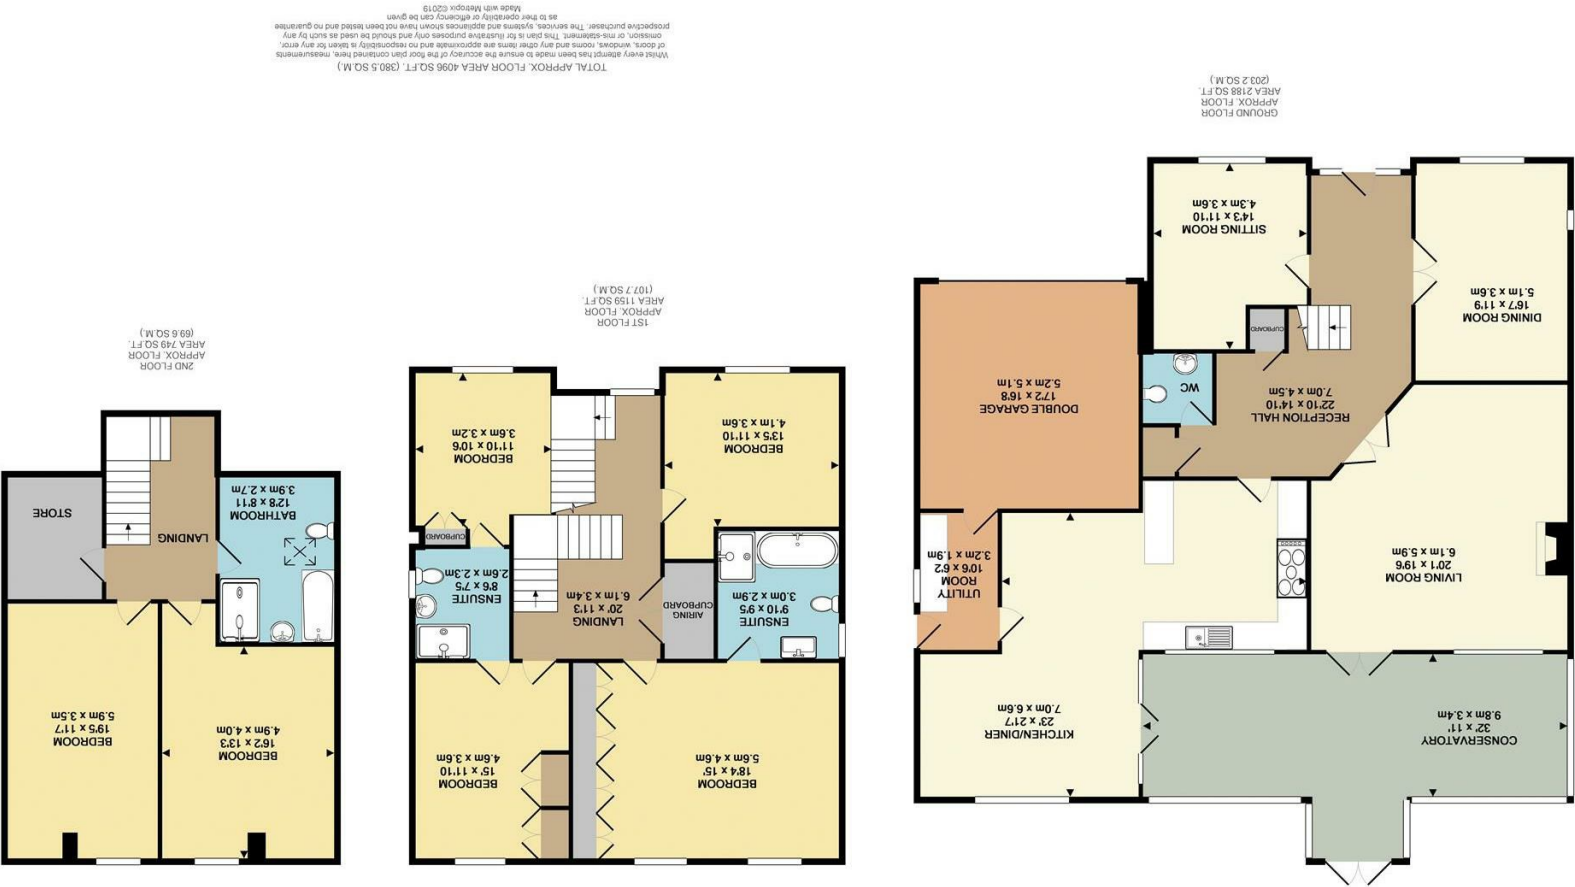 CONSERVATORY
32' x 11'
9.8m x 3.4m
KITCHEN/DINER
23' x 21'7
7.0m x 6.6m
LIVING ROOM
20'1 x 19'6
6.1m x 5.9m
UTILITY
ROOM
10'6 x 6'2
3.2m x 1.9m
RECEPTION HALL
22'10 x 14'10
7.0m x 4.5m
WC
DOUBLE GARAGE
17'2 x 16'8
5.2m x 5.1m
CUPBOARD
DINING ROOM
16'7 x 11'9
5.1m x 3.6m
SITTING ROOM
14'3 x 11'10
4.3m x 3.6m
GROUND FLOOR
APPROX. FLOOR
AREA 2188 SQ.FT.
(203.2 SQ.M.)
BEDROOM
18'4 x 15'
5.6m x 4.6m
BEDROOM
15' x 11'10
4.6m x 3.6m
ENSUITE
9'10 x 9'5
3.0m x 2.9m
AIRING
CUPBOARD
LANDING
20' x 11'3
6.1m x 3.4m
ENSUITE
8'6 x 7'5
2.6m x 2.3m
CUPBOARD
BEDROOM
13'5 x 11'10
4.1m x 3.6m
BEDROOM
11'10 x 10'6
3.6m x 3.2m
1ST FLOOR
APPROX. FLOOR
AREA 1159 SQ.FT.
(107.7 SQ.M.)
BEDROOM
16'2 x 13'3
4.9m x 4.0m
BEDROOM
19'5 x 11'7
5.9m x 3.5m
LANDING
BATHROOM
12'8 x 8'11
3.9m x 2.7m
STORE
2ND FLOOR
APPROX. FLOOR
AREA 749 SQ.FT.
(69.6 SQ.M.)
TOTAL APPROX. FLOOR AREA 4096 SQ.FT. (380.5 SQ.M.)
Whilst every attempt has been made to ensure the accuracy of the floor plan contained here, measurements
of doors, windows, rooms and any other items are approximate and no responsibility is taken for any error,
omission, or mis-statement. This plan is for illustrative purposes only and should be used as such by any
prospective purchaser. The services, systems and appliances shown have not been tested and no guarantee
as to their operability or efficiency can be given
Made with Metropix ©2019